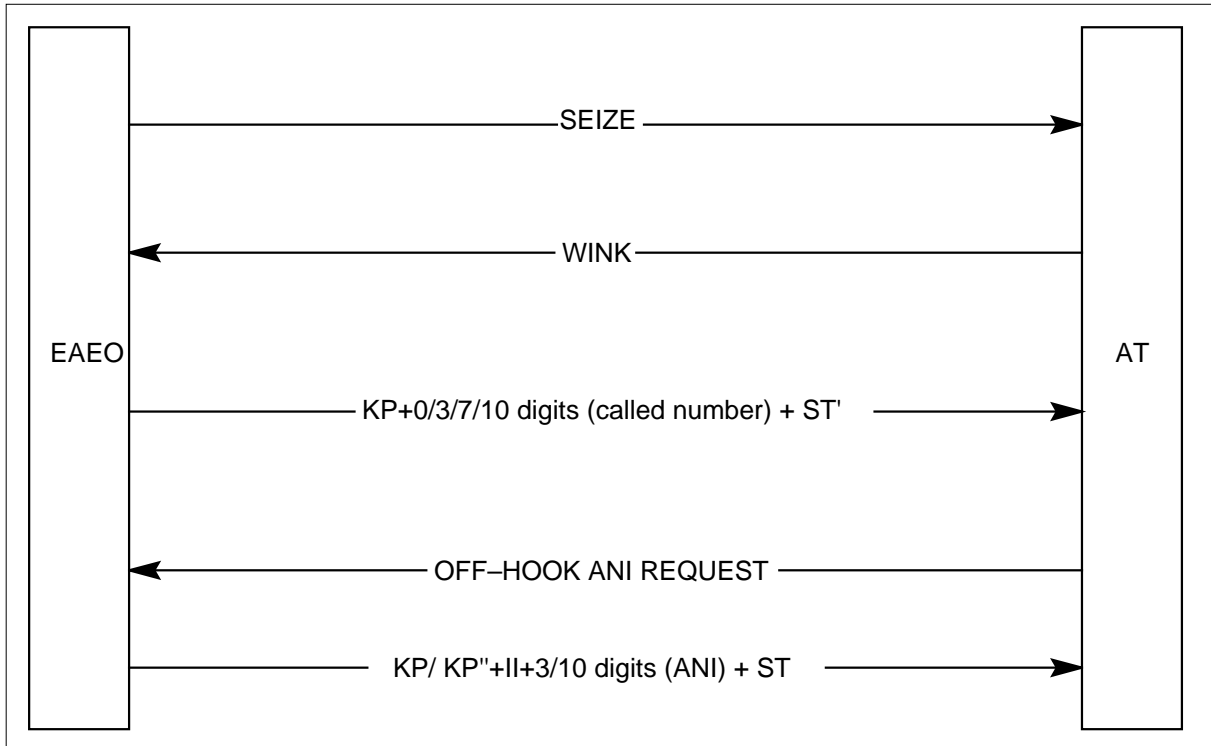 SEIZE
WINK
EAEO
AT
KP+0/3/7/10 digits (called number) + ST'
OFF–HOOK ANI REQUEST
KP/ KP"+II+3/10 digits (ANI) + ST